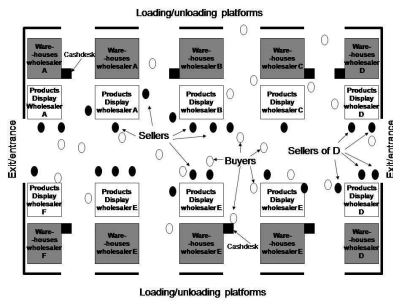 Loading/unloading platforms
Ware-
-houses
wholesaler
A
Ware-
-houses
wholesaler
A
Ware-
-houses
wholesaler
B
Ware-
-houses
wholesaler
C
Ware-
-houses
wholesaler
D
Cashdesk
Products
Display
Wholesaler
A
Products
Display
wholesaler
A
Products
Display
wholesaler
B
Products
Display
wholesaler
C
Products
Display
wholesaler
D
Exit/entrance
Sellers
Buyers
Sellers of D
Exit/entrance
Products
Display
wholesaler
F
Products
Display
wholesaler
E
Products
Display
wholesaler
E
Products
Display
wholesaler
E
Products
Display
wholesaler
D
Ware-
-houses
wholesaler
F
Ware-
-houses
wholesaler
E
Ware-
-houses
wholesaler
E
Ware-
-houses
wholesaler
E
Ware-
-houses
wholesaler
D
Cashdesk
Loading/unloading platforms